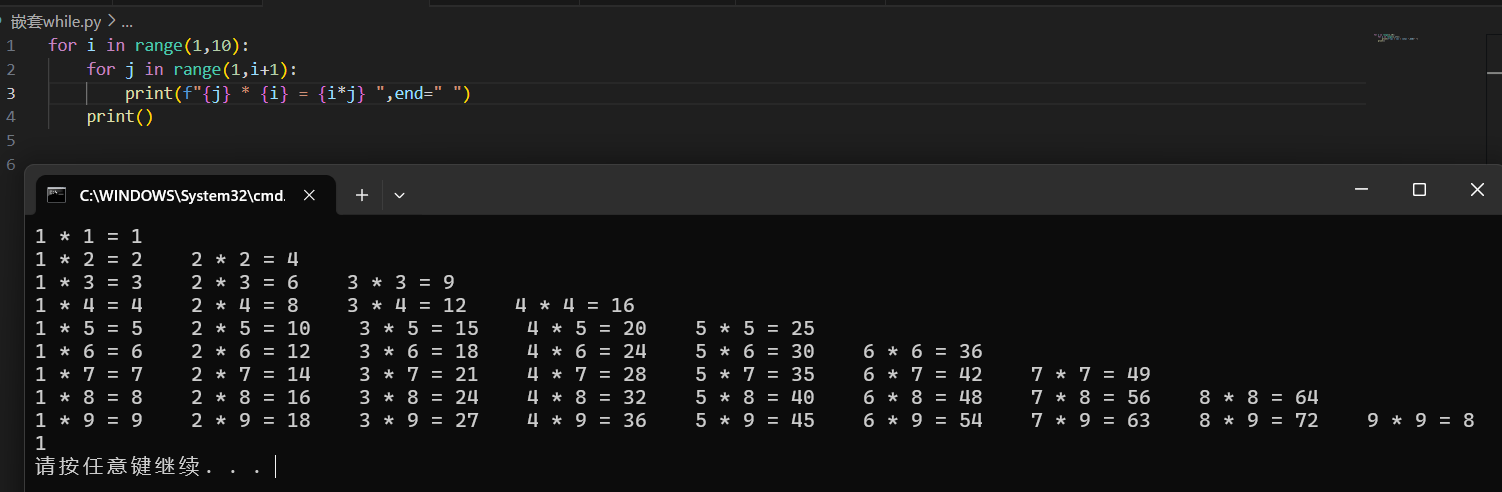 嵌套while.py > ...
1 for i in range(1,10):
2 for j in range(1,i+1):
3 print(f"{j} * {i} = {i*j} ",end=" ")
4 print()
5
6
C:\WINDOWS\System32\cmd.
1 * 1 = 1
1 * 2 = 2 2 * 2 = 4
1 * 3 = 3 2 * 3 = 6 3 * 3 = 9
1 * 4 = 4 2 * 4 = 8 3 * 4 = 12 4 * 4 = 16
1 * 5 = 5 2 * 5 = 10 3 * 5 = 15 4 * 5 = 20 5 * 5 = 25
1 * 6 = 6 2 * 6 = 12 3 * 6 = 18 4 * 6 = 24 5 * 6 = 30 6 * 6 = 36
1 * 7 = 7 2 * 7 = 14 3 * 7 = 21 4 * 7 = 28 5 * 7 = 35 6 * 7 = 42 7 * 7 = 49
1 * 8 = 8 2 * 8 = 16 3 * 8 = 24 4 * 8 = 32 5 * 8 = 40 6 * 8 = 48 7 * 8 = 56 8 * 8 = 64
1 * 9 = 9 2 * 9 = 18 3 * 9 = 27 4 * 9 = 36 5 * 9 = 45 6 * 9 = 54 7 * 9 = 63 8 * 9 = 72 9 * 9 = 8
1
请按任意键继续. . .